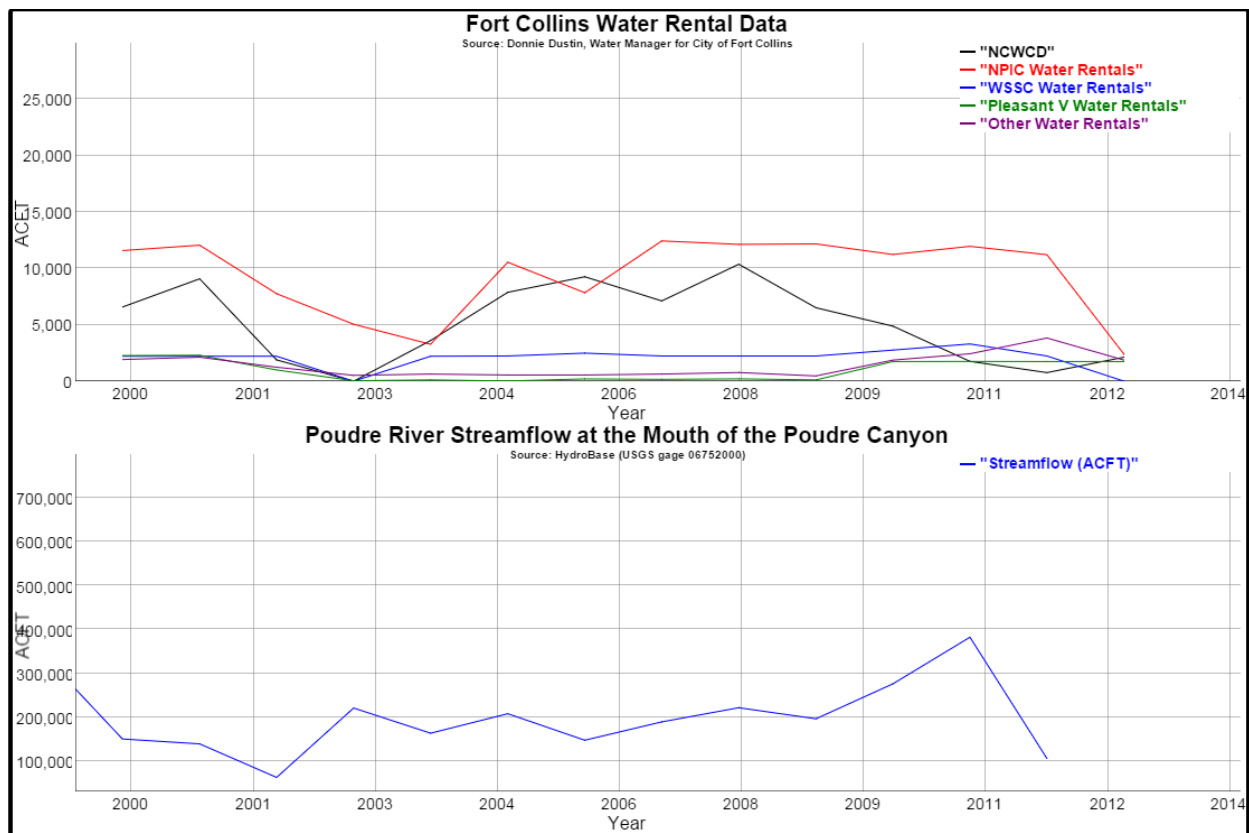 Fort Collins Water Rental Data
Source: Donnie Dustin, Water Manager for City of Fort Collins
"NCWCD"
"NPIC Water Rentals"
"WSSC Water Rentals"
"Pleasant V Water Rentals"
"Other Water Rentals"
25,000
20,000
15,000
10,000
5,000
0
ACFT
2000 2001 2003 2004 2006 2008 2009 2011 2012 2014
Year
Poudre River Streamflow at the Mouth of the Poudre Canyon
Source: HydroBase (USGS gage 06752000)
"Streamflow (ACFT)"
700,000
600,000
500,000
400,000
300,000
200,000
100,000
ACFT
2000 2001 2003 2004 2006 2008 2009 2011 2012 2014
Year